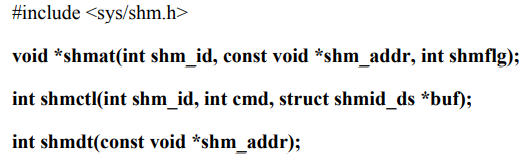 #include <sys/shm.h>
void *shmat(int shm_id, const void *shm_addr, int shmflg);
int shmctl(int shm_id, int cmd, struct shmid_ds *buf);
int shmdt(const void *shm_addr);